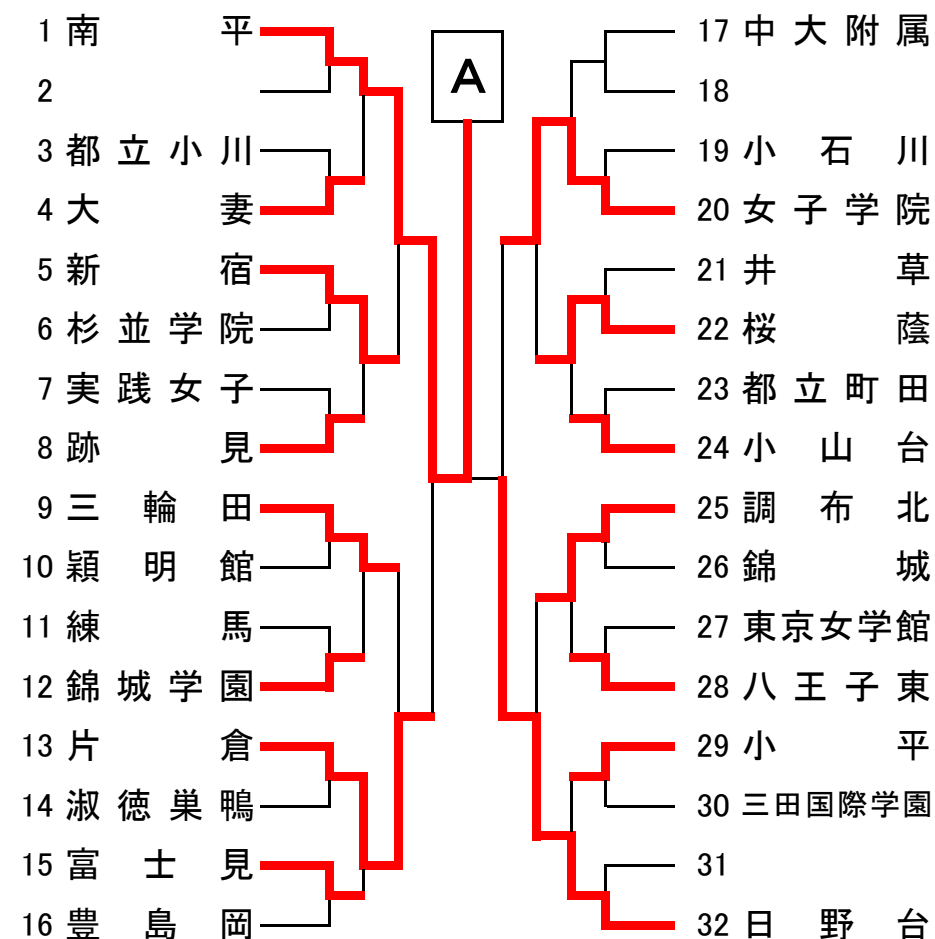 1 南平
2
3 都立小川
4 大妻
5 新宿
6 杉並学院
7 実践女子
8 跡見
9 三輪田
10 穎明館
11 練馬
12 錦城学園
13 片倉
14 淑徳巣鴨
15 富士見
16 豊島岡
A
17 中大附属
18
19 小石川
20 女子学院
21 井草
22 桜蔭
23 都立町田
24 小山台
25 調布北
26 錦城
27 東京女学館
28 八王子東
29 小平
30 三田国際学園
31
32 日野台